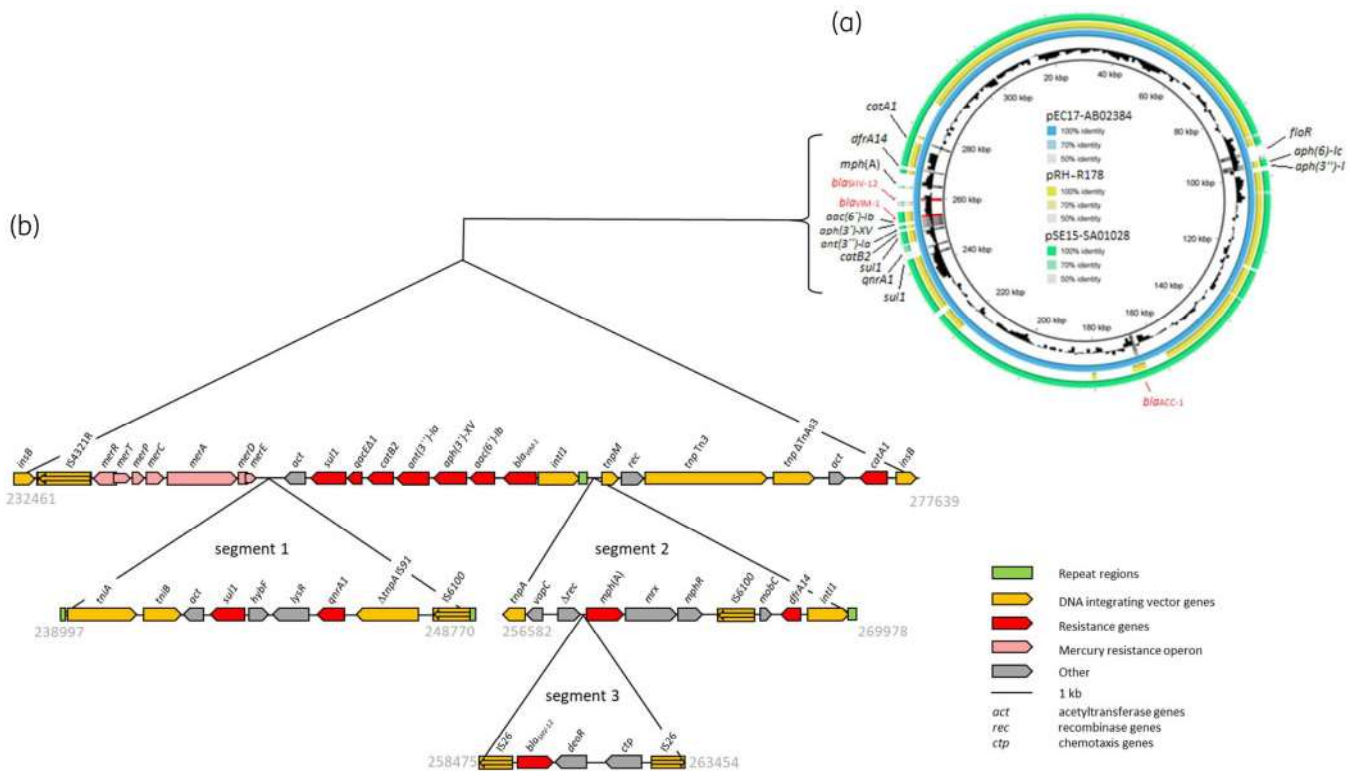 (a)
catA1
dfrA14
mph(A)
blaSHV-12
blaVIM-1
aac(6´)-Ib
aph(3´)-XV
ant(3´´)-Ia
catB2
sul1
qnrA1
sul1
floR
aph(6)-Ic
aph(3'')-I
blaACC-1
20 kbp
40 kbp
60 kbp
80 kbp
100 kbp
120 kbp
140 kbp
160 kbp
180 kbp
200 kbp
220 kbp
240 kbp
260 kbp
280 kbp
300 kbp
pEC17-AB02384
100% identity
70% identity
50% identity
pRH-R178
100% identity
70% identity
50% identity
pSE15-SA01028
100% identity
70% identity
50% identity
(b)
insB
IS4321R
merR
merT
merP
merC
merA
merD
merE
act
sul1
qacEΔ1
catB2
ant(3´´)-Ia
aph(3´)-XV
aac(6´)-Ib
blaVIM-1
intI1
tnpM
rec
tnp Tn3
tnp ΔTnAs3
act
catA1
insB
232461
277639
segment 1
tniA
tniB
act
sul1
hybF
lysR
qnrA1
ΔtnpA IS91
IS6100
238997
248770
segment 2
tnpA
vapC
Δrec
mph(A)
mrx
mphR
IS6100
mobC
dfrA14
intI1
256582
269978
segment 3
IS26
blaSHV-12
deoR
ctp
IS26
258475
263454
Repeat regions
DNA integrating vector genes
Resistance genes
Mercury resistance operon
Other
1 kb
act acetyltransferase genes
rec recombinase genes
ctp chemotaxis genes